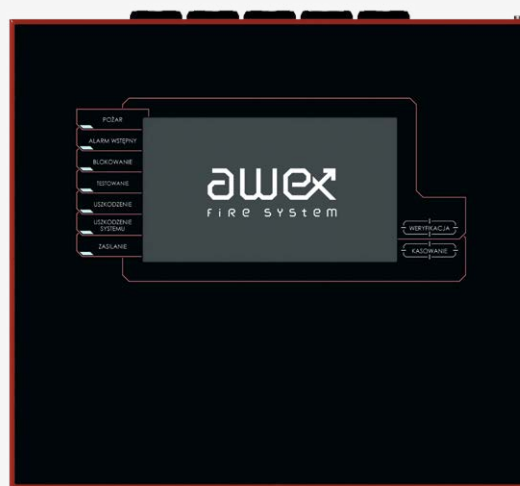 POŻAR
ALARM WSTĘPNY
BLOKOWANIE
TESTOWANIE
USZKODZENIE
USZKODZENIE
SYSTEMU
ZASILANIE
awex
FIRE SYSTEM
WERYFIKACJA
KASOWANIE